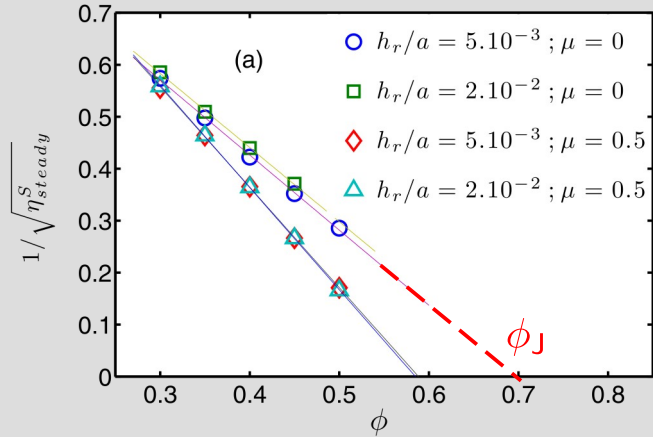 (a)
h_r/a = 5.10^{-3} ; μ = 0
h_r/a = 2.10^{-2} ; μ = 0
h_r/a = 5.10^{-3} ; μ = 0.5
h_r/a = 2.10^{-2} ; μ = 0.5
1/√η^S_{steady}
0.7
0.6
0.5
0.4
0.3
0.2
0.1
0
ϕ_J
0.3 0.4 0.5 0.6 0.7 0.8
ϕ